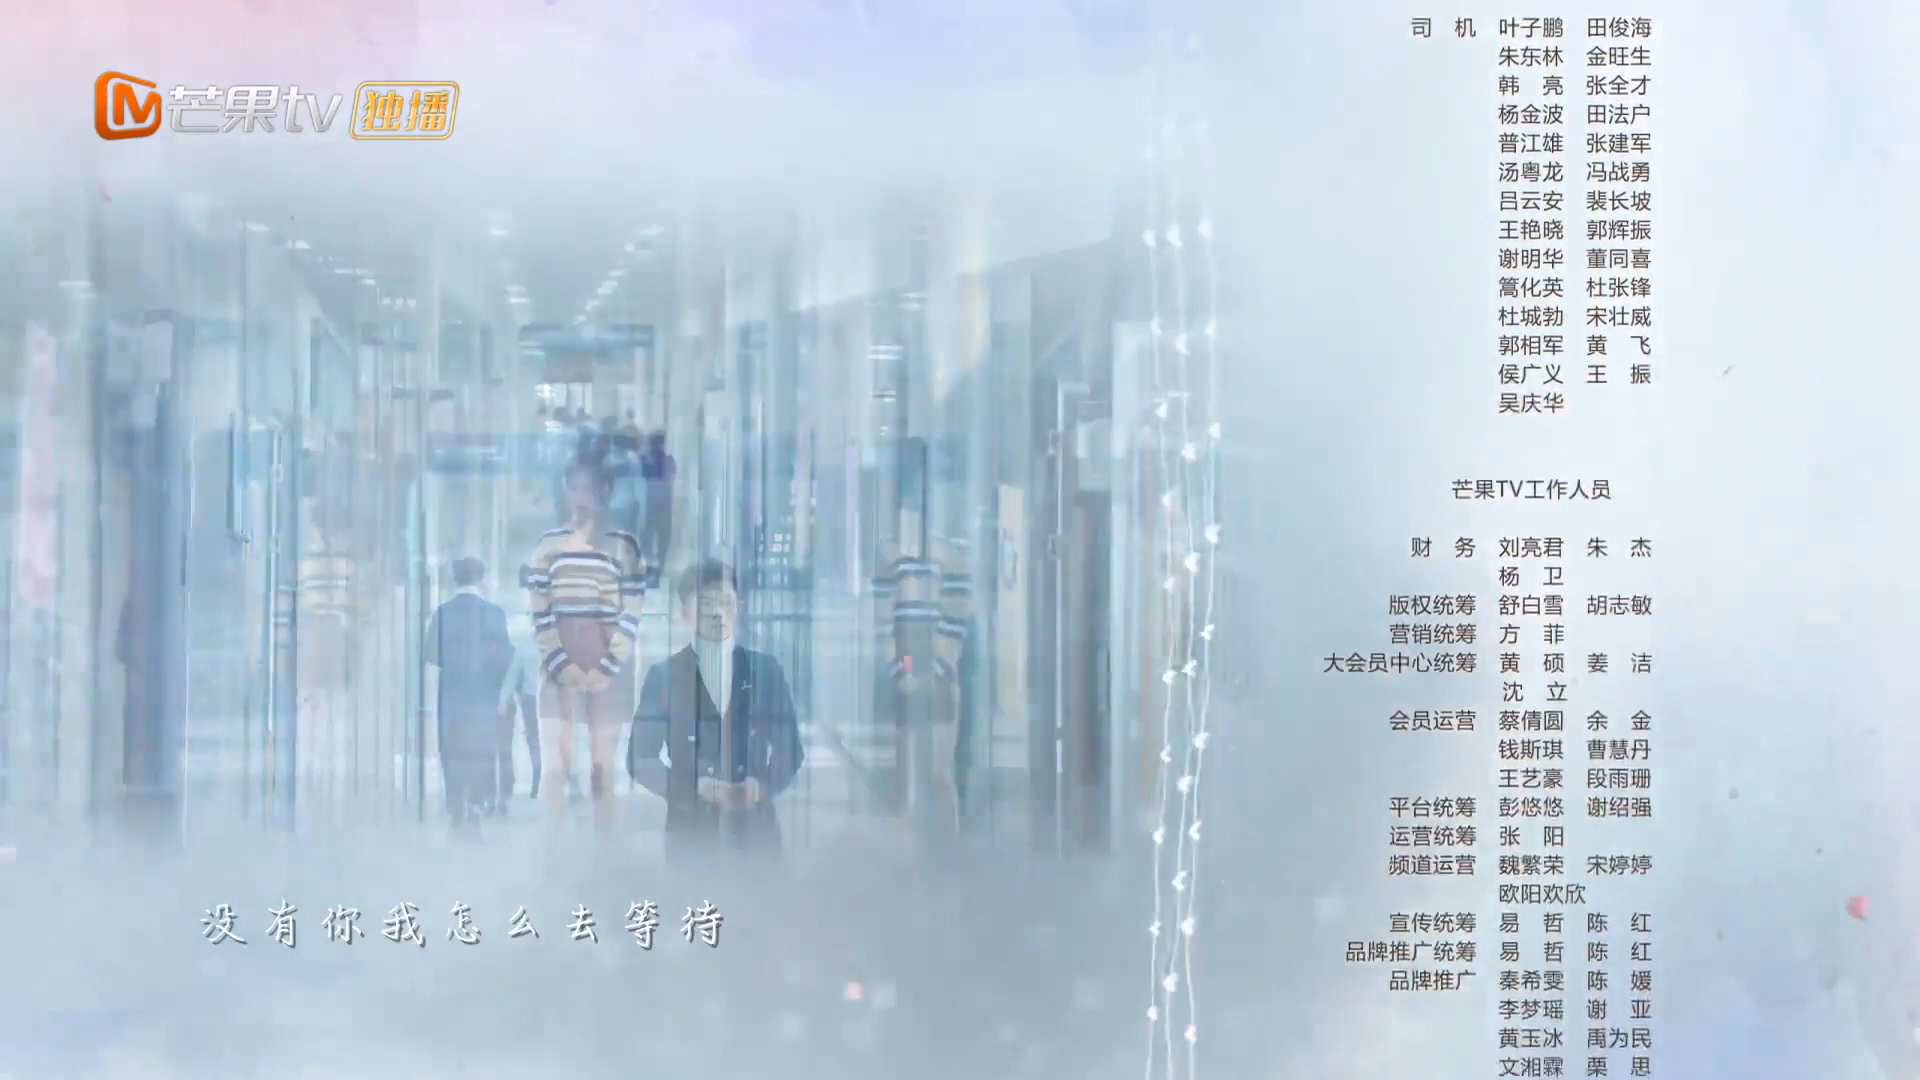 芒果tv 独播
司 机 叶子鹏 田俊海
朱东林 金旺生
韩 亮 张全才
杨金波 田法户
普江雄 张建军
汤粤龙 冯战勇
吕云安 裴长坡
王艳晓 郭辉振
谢明华 董同喜
篙化英 杜张锋
杜城勃 宋壮威
郭相军 黄 飞
侯广义 王 振
吴庆华
芒果TV工作人员
财 务 刘亮君 朱 杰
杨 卫
版权统筹 舒白雪 胡志敏
营销统筹 方 菲
大会员中心统筹 黄 硕 姜 洁
沈 立
会员运营 蔡倩圆 余 金
钱斯琪 曹慧丹
王艺豪 段雨珊
平台统筹 彭悠悠 谢绍强
运营统筹 张 阳
频道运营 魏繁荣 宋婷婷
欧阳欢欣
宣传统筹 易 哲 陈 红
品牌推广统筹 易 哲 陈 红
品牌推广 秦希雯 陈 媛
李梦瑶 谢 亚
黄玉冰 禹为民
文湘霖 栗 思
没有你我怎么去等待